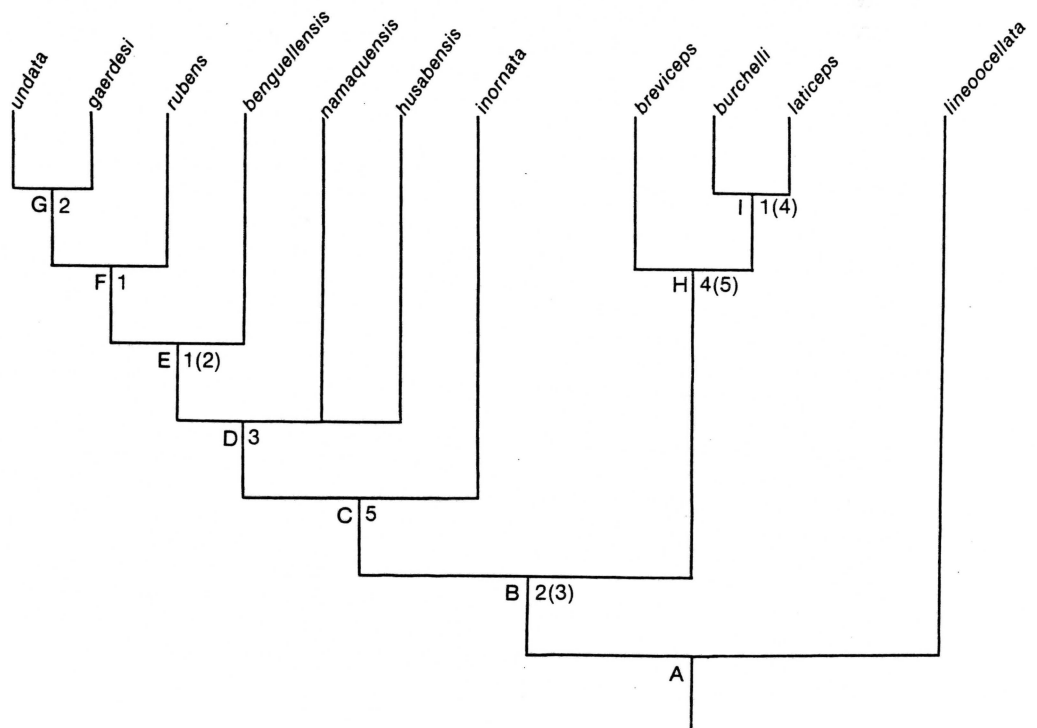 undata
gaerdesi
rubens
benguellensis
namaquensis
husabensis
inornata
breviceps
burchelli
laticeps
lineoocellata
G 2
I 1(4)
F 1
H 4(5)
E 1(2)
D 3
C 5
B 2(3)
A